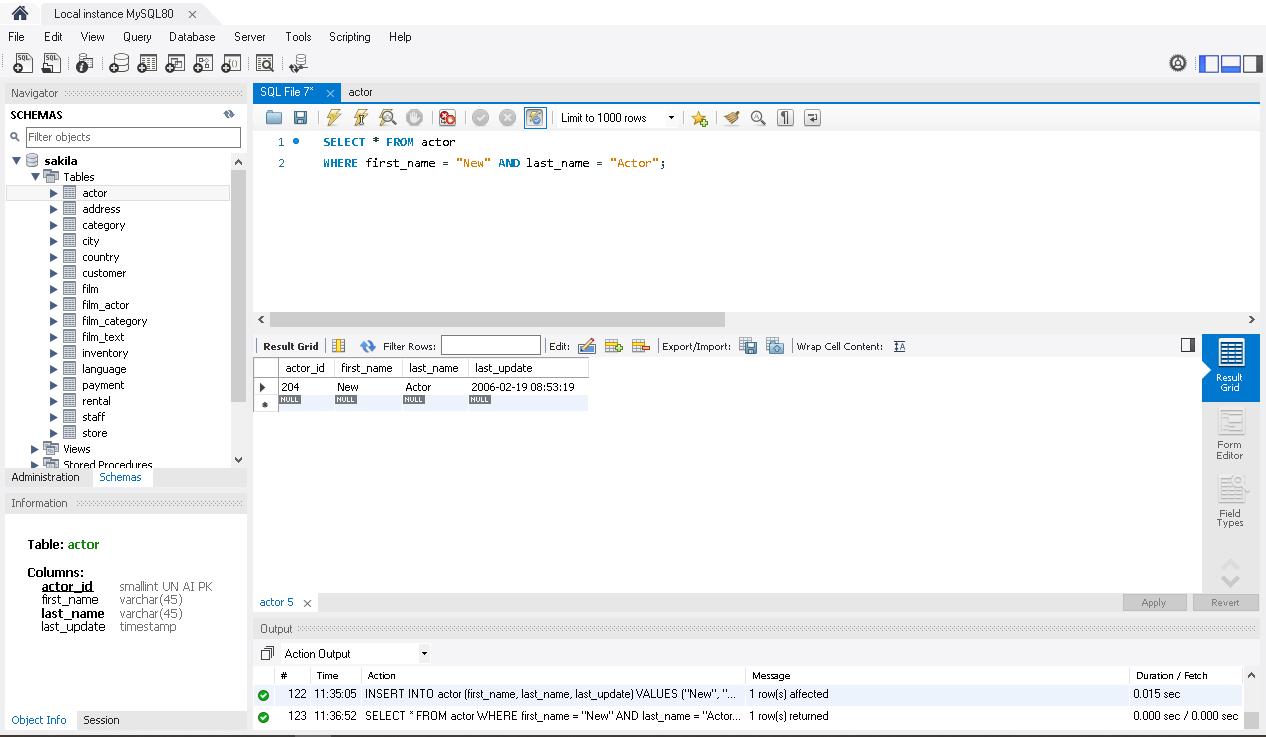 Local instance MySQL80
File Edit View Query Database Server Tools Scripting Help
Navigator
SCHEMAS
Filter objects
sakila
Tables
actor
address
category
city
country
customer
film
film_actor
film_category
film_text
inventory
language
payment
rental
staff
store
Views
Stored Procedures
Administration Schemas
Information
Table: actor
Columns:
actor_id smallint UN AI PK
first_name varchar(45)
last_name varchar(45)
last_update timestamp
Object Info Session
SQL File 7* actor
Limit to 1000 rows
1 SELECT * FROM actor
2 WHERE first_name = "New" AND last_name = "Actor";
Result Grid Filter Rows: Edit: Export/Import: Wrap Cell Content:
actor_id first_name last_name last_update
204 New Actor 2006-02-19 08:53:19
NULL NULL NULL NULL
Result
Grid
Form
Editor
Field
Types
actor 5
Apply Revert
Output
Action Output
# Time Action Message Duration / Fetch
122 11:35:05 INSERT INTO actor (first_name, last_name, last_update) VALUES ("New", "... 1 row(s) affected 0.015 sec
123 11:36:52 SELECT * FROM actor WHERE first_name = "New" AND last_name = "Actor... 1 row(s) returned 0.000 sec / 0.000 sec